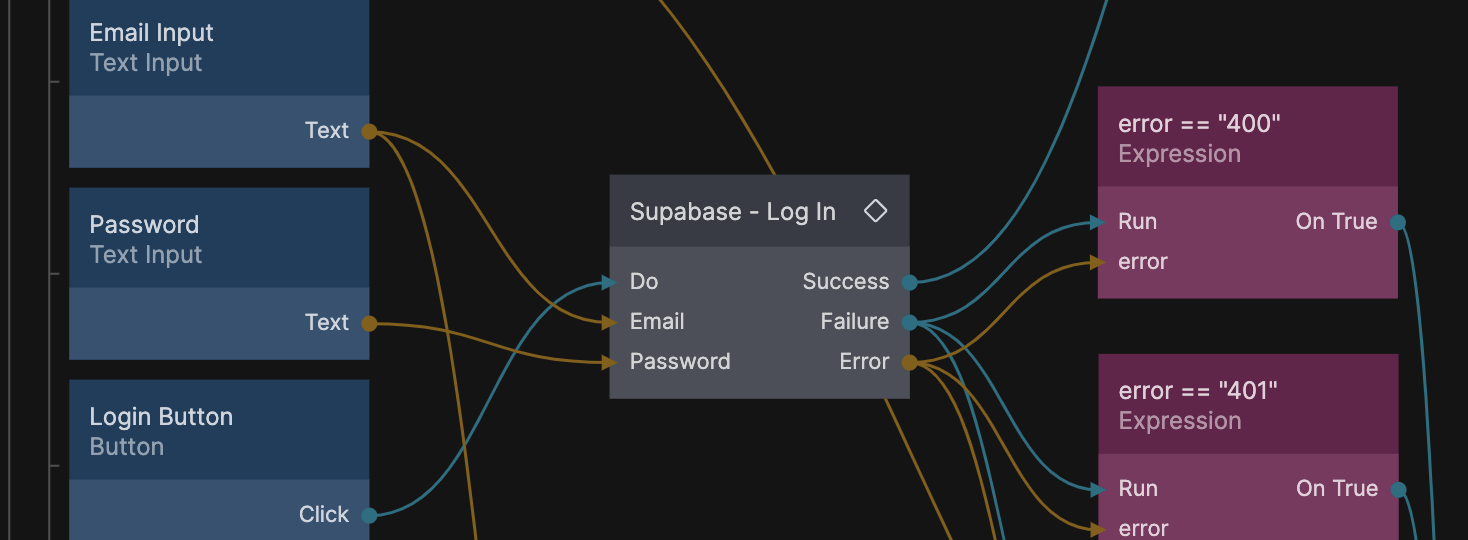 Email Input
Text Input
Text
Password
Text Input
Text
Login Button
Button
Click
Supabase - Log In
Do
Success
Email
Failure
Password
Error
error == "400"
Expression
Run
On True
error
error == "401"
Expression
Run
On True
error